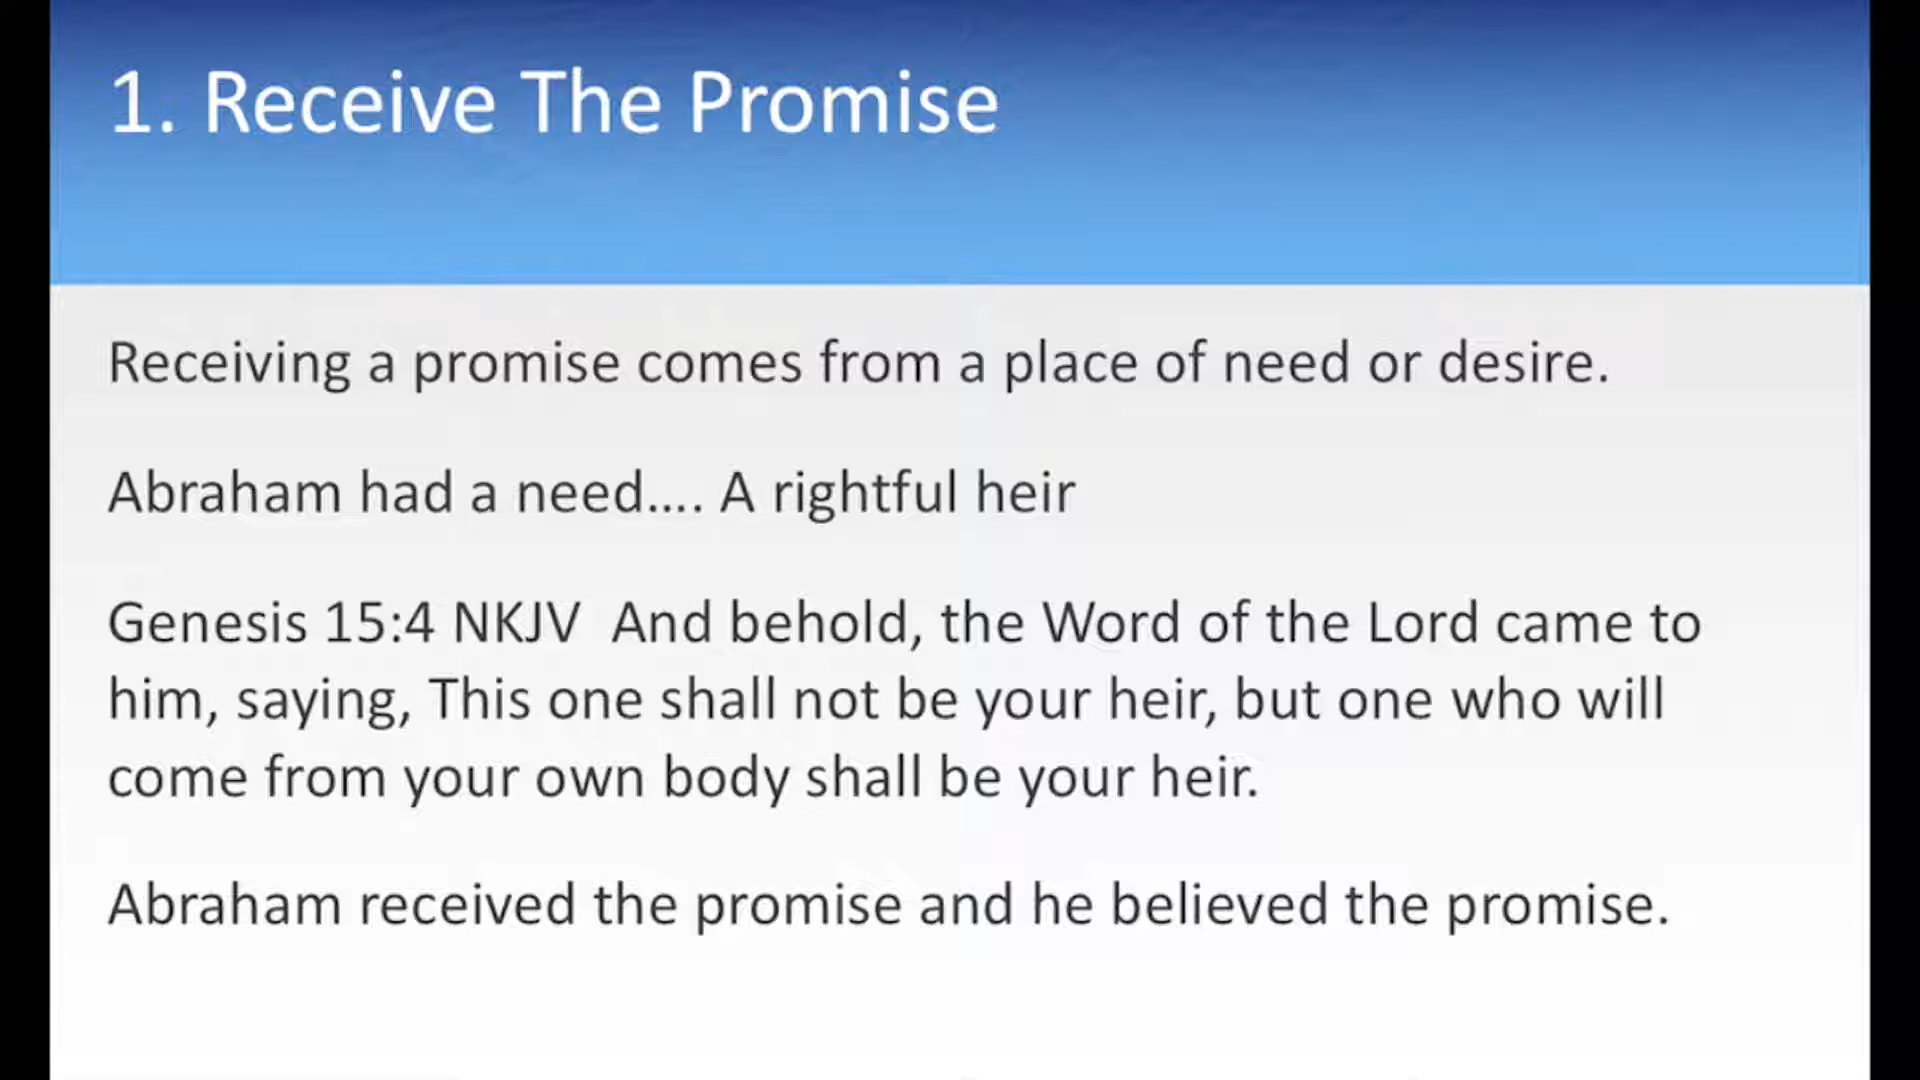 1. Receive The Promise
Receiving a promise comes from a place of need or desire.
Abraham had a need.... A rightful heir
Genesis 15:4 NKJV  And behold, the Word of the Lord came to
him, saying, This one shall not be your heir, but one who will
come from your own body shall be your heir.
Abraham received the promise and he believed the promise.